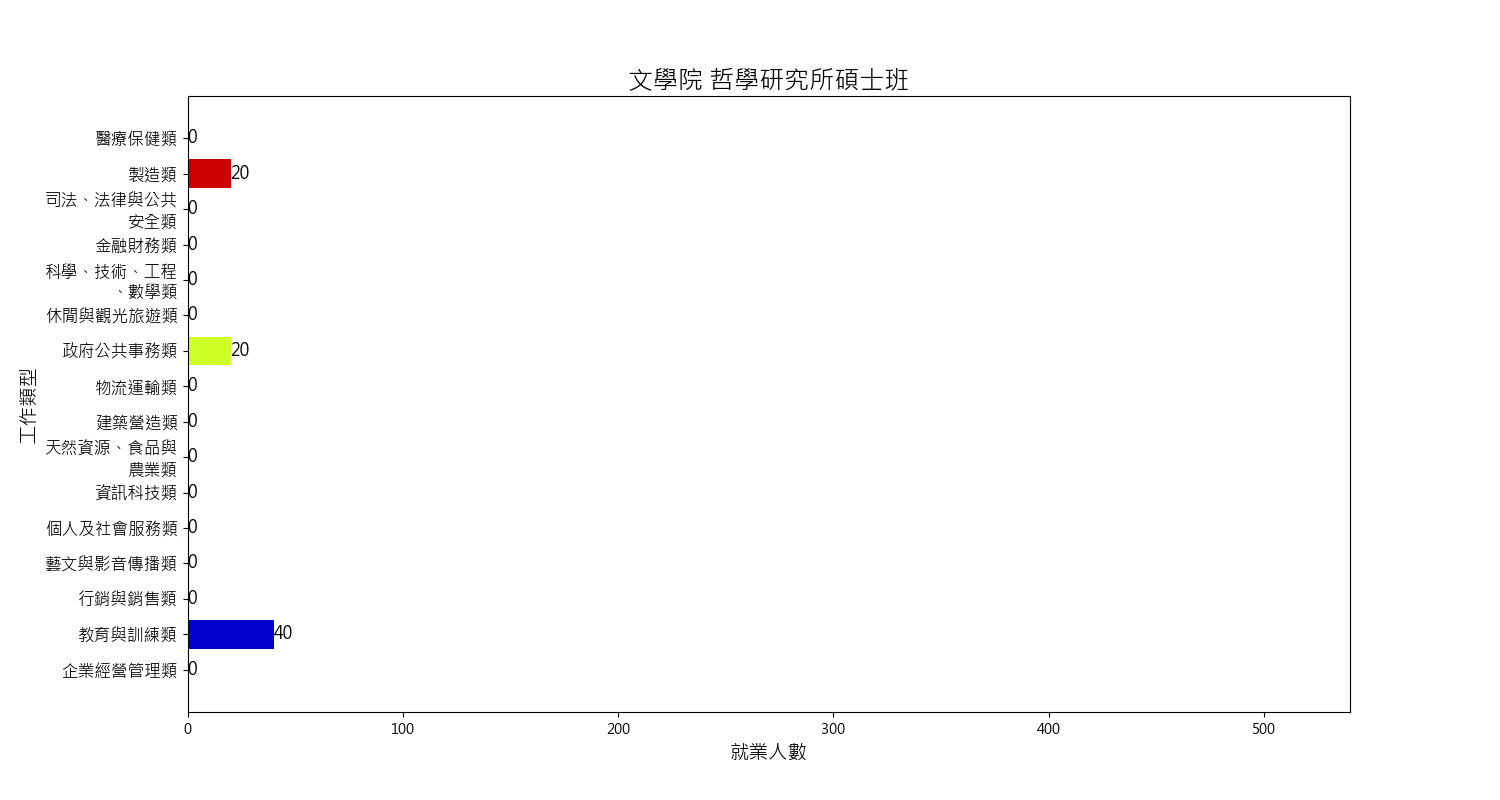 文學院 哲學研究所碩士班
醫療保健類 0
製造類 20
司法、法律與公共
安全類 0
金融財務類 0
科學、技術、工程
、數學類 0
休閒與觀光旅遊類 0
政府公共事務類 20
物流運輸類 0
建築營造類 0
天然資源、食品與
農業類 0
資訊科技類 0
個人及社會服務類 0
藝文與影音傳播類 0
行銷與銷售類 0
教育與訓練類 40
企業經營管理類 0
工作類型
0 100 200 300 400 500
就業人數